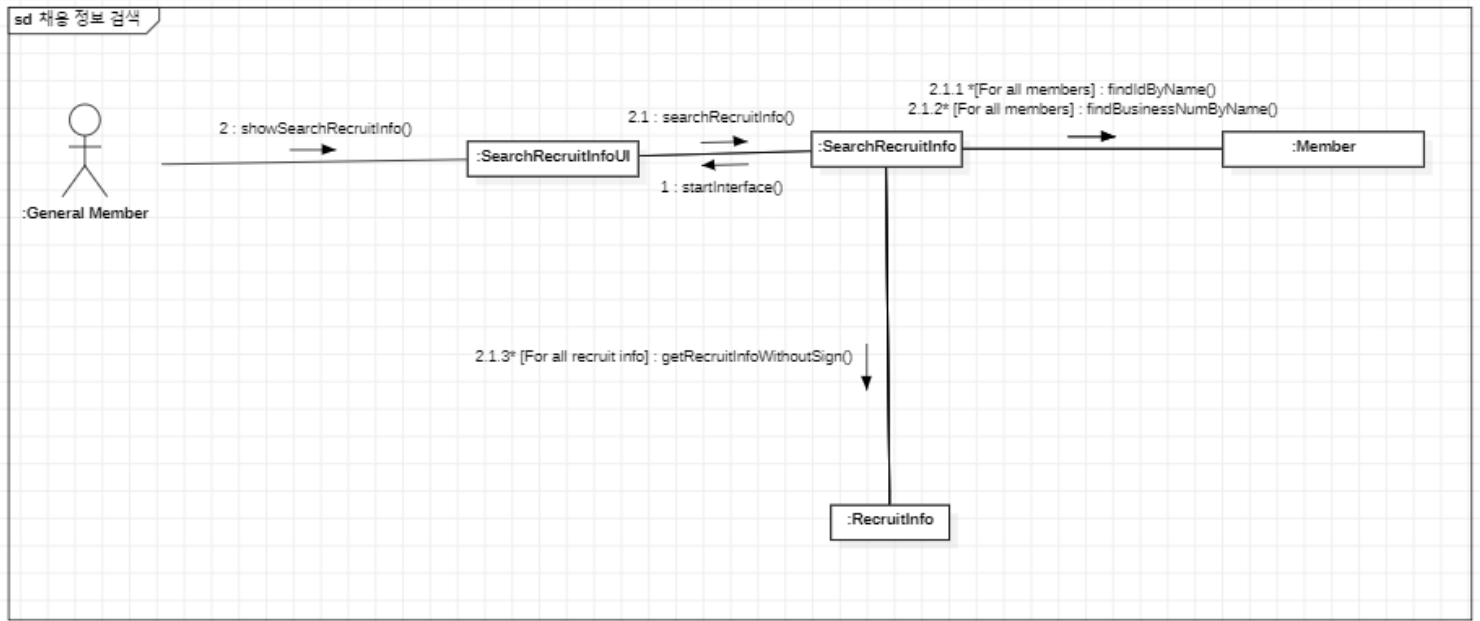 sd 채용 정보 검색
2.1.1 *[For all members] : findIdByName()
2.1.2* [For all members] : findBusinessNumByName()
2 : showSearchRecruitInfo()
2.1 : searchRecruitInfo()
:SearchRecruitInfoUI
:SearchRecruitInfo
:Member
1 : startInterface()
:General Member
2.1.3* [For all recruit info] : getRecruitInfoWithoutSign()
:RecruitInfo